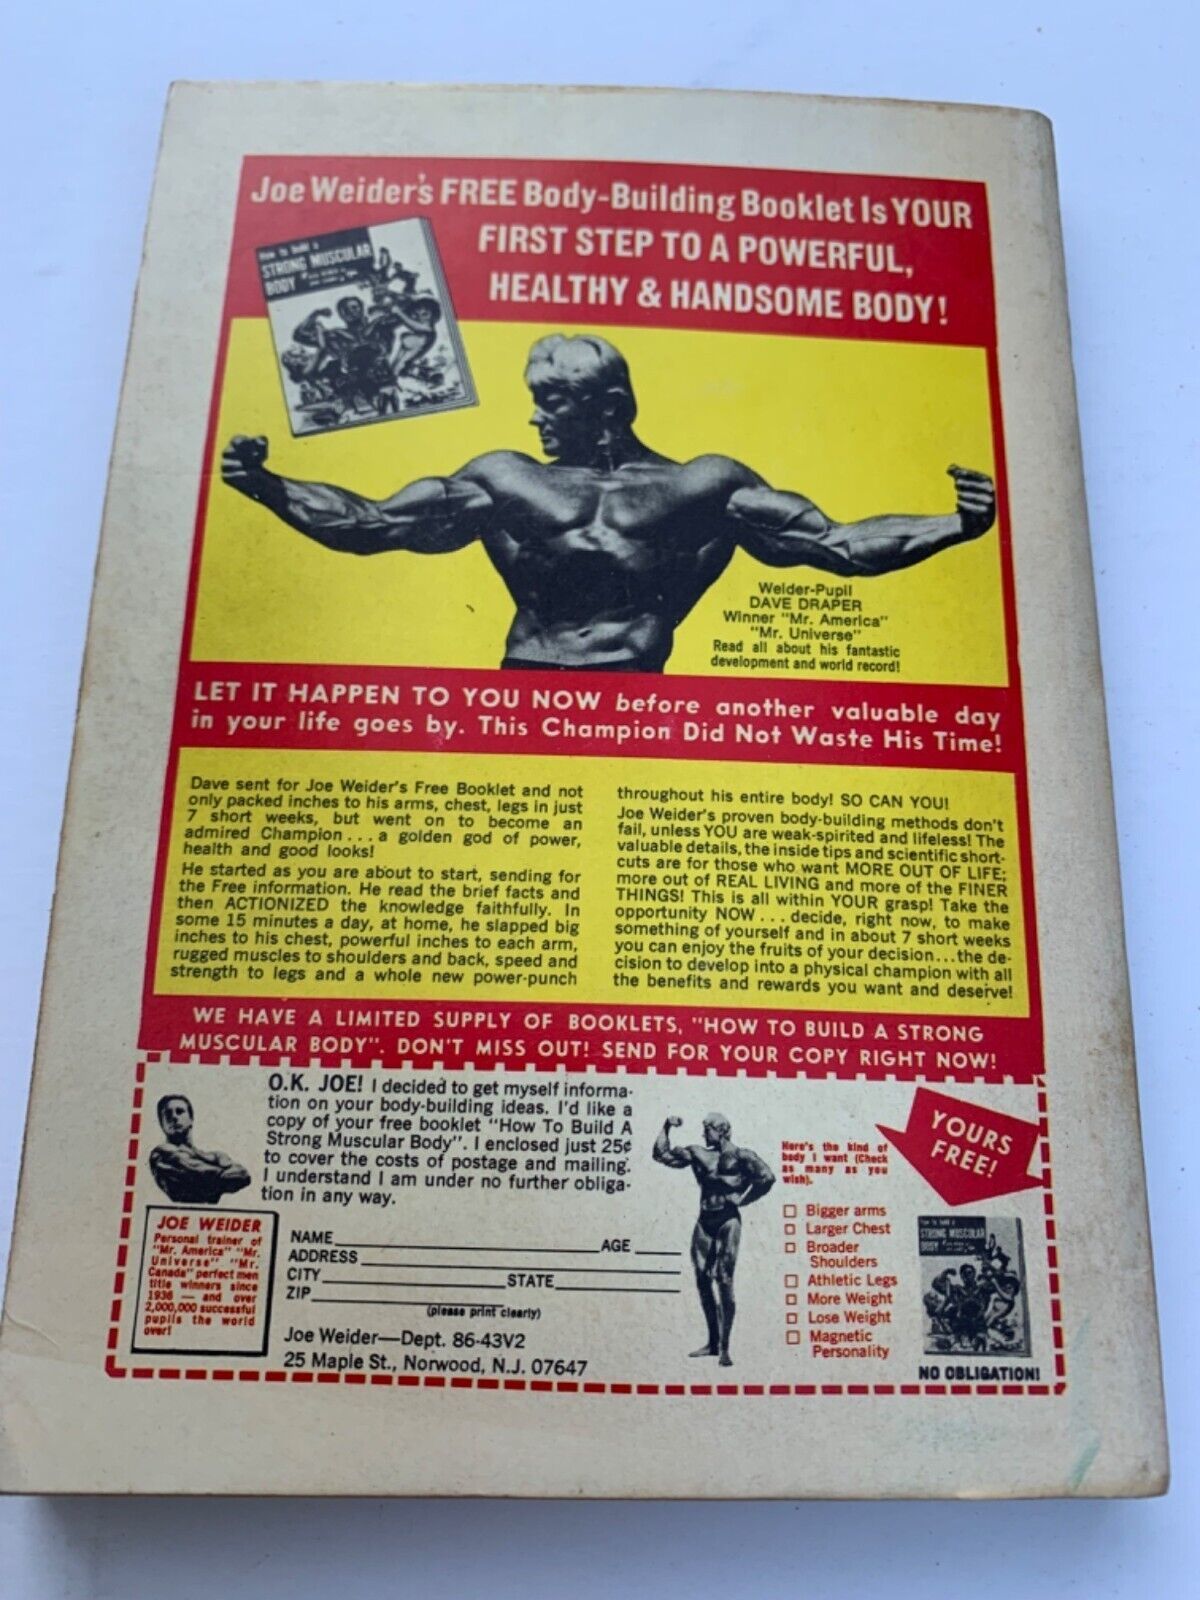 Joe Weider's FREE Body-Building Booklet Is YOUR
FIRST STEP TO A POWERFUL,
HEALTHY & HANDSOME BODY!
How to build a
STRONG MUSCULAR
BODY
Weider-Pupil
DAVE DRAPER
Winner "Mr. America"
"Mr. Universe"
Read all about his fantastic
development and world record!
LET IT HAPPEN TO YOU NOW before another valuable day
in your life goes by. This Champion Did Not Waste His Time!
Dave sent for Joe Weider's Free Booklet and not
only packed inches to his arms, chest, legs in just
7 short weeks, but went on to become an
admired Champion . . . a golden god of power,
health and good looks!
He started as you are about to start, sending for
the Free information. He read the brief facts and
then ACTIONIZED the knowledge faithfully. In
some 15 minutes a day, at home, he slapped big
inches to his chest, powerful inches to each arm,
rugged muscles to shoulders and back, speed and
strength to legs and a whole new power-punch
throughout his entire body! SO CAN YOU!
Joe Weider's proven body-building methods don't
fail, unless YOU are weak-spirited and lifeless! The
valuable details, the inside tips and scientific short-
cuts are for those who want MORE OUT OF LIFE;
more out of REAL LIVING and more of the FINER
THINGS! This is all within YOUR grasp! Take the
opportunity NOW . . . decide, right now, to make
something of yourself and in about 7 short weeks
you can enjoy the fruits of your decision...the de-
cision to develop into a physical champion with all
the benefits and rewards you want and deserve!
WE HAVE A LIMITED SUPPLY OF BOOKLETS, "HOW TO BUILD A STRONG
MUSCULAR BODY". DON'T MISS OUT! SEND FOR YOUR COPY RIGHT NOW!
O.K. JOE! I decided to get myself informa-
tion on your body-building ideas. I'd like a
copy of your free booklet "How To Build A
Strong Muscular Body". I enclosed just 25¢
to cover the costs of postage and mailing.
I understand I am under no further obliga-
tion in any way.
JOE WEIDER
Personal trainer of
"Mr. America" "Mr.
Universe" "Mr.
Canada" perfect men
title winners since
1936 — and over
2,000,000 successful
pupils the world
over!
NAME AGE
ADDRESS
CITY STATE
ZIP
(please print clearly)
Joe Weider—Dept. 86-43V2
25 Maple St., Norwood, N.J. 07647
Here's the kind of
body I want (Check
as many as you
wish).
Bigger arms
Larger Chest
Broader
Shoulders
Athletic Legs
More Weight
Lose Weight
Magnetic
Personality
YOURS
FREE!
How to build a
STRONG MUSCULAR
BODY
NO OBLIGATION!